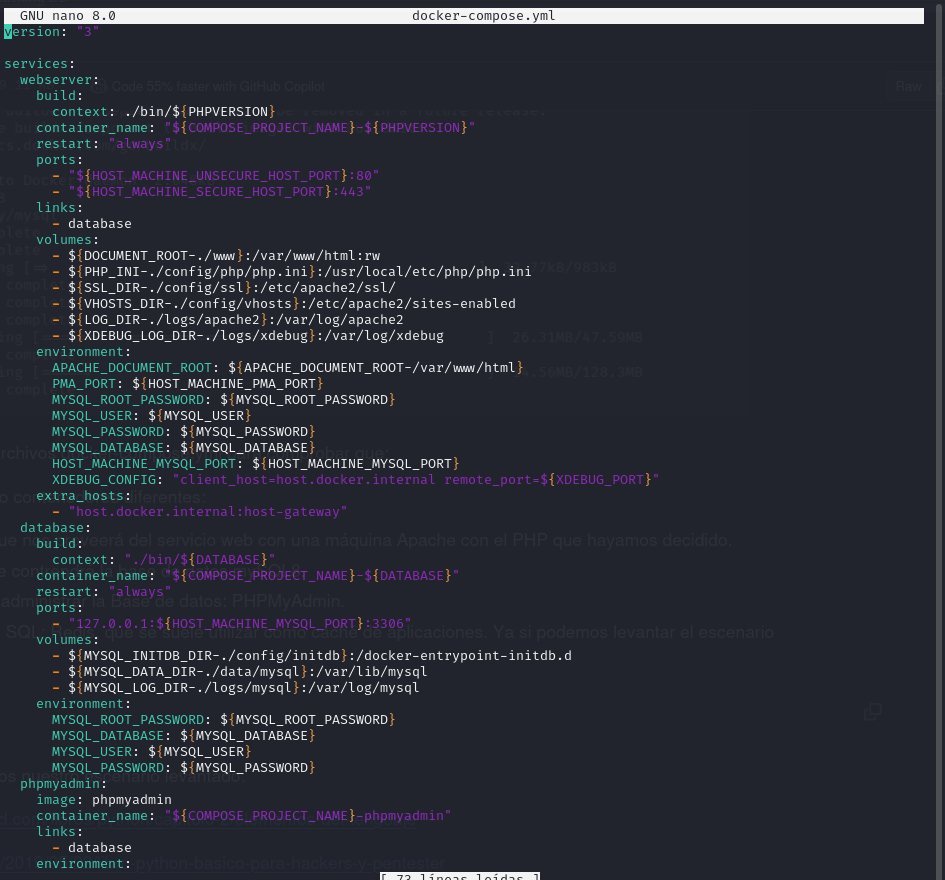 GNU nano 8.0 docker-compose.yml
version: "3"
services:
  webserver:
    build:
      context: ./bin/${PHPVERSION}
    container_name: "${COMPOSE_PROJECT_NAME}-${PHPVERSION}"
    restart: "always"
    ports:
      - "${HOST_MACHINE_UNSECURE_HOST_PORT}:80"
      - "${HOST_MACHINE_SECURE_HOST_PORT}:443"
    links:
      - database
    volumes:
      - ${DOCUMENT_ROOT-./www}:/var/www/html:rw
      - ${PHP_INI-./config/php/php.ini}:/usr/local/etc/php/php.ini
      - ${SSL_DIR-./config/ssl}:/etc/apache2/ssl/
      - ${VHOSTS_DIR-./config/vhosts}:/etc/apache2/sites-enabled
      - ${LOG_DIR-./logs/apache2}:/var/log/apache2
      - ${XDEBUG_LOG_DIR-./logs/xdebug}:/var/log/xdebug
    environment:
      APACHE_DOCUMENT_ROOT: ${APACHE_DOCUMENT_ROOT-/var/www/html}
      PMA_PORT: ${HOST_MACHINE_PMA_PORT}
      MYSQL_ROOT_PASSWORD: ${MYSQL_ROOT_PASSWORD}
      MYSQL_USER: ${MYSQL_USER}
      MYSQL_PASSWORD: ${MYSQL_PASSWORD}
      MYSQL_DATABASE: ${MYSQL_DATABASE}
      HOST_MACHINE_MYSQL_PORT: ${HOST_MACHINE_MYSQL_PORT}
      XDEBUG_CONFIG: "client_host=host.docker.internal remote_port=${XDEBUG_PORT}"
    extra_hosts:
      - "host.docker.internal:host-gateway"
  database:
    build:
      context: "./bin/${DATABASE}"
    container_name: "${COMPOSE_PROJECT_NAME}-${DATABASE}"
    restart: "always"
    ports:
      - "127.0.0.1:${HOST_MACHINE_MYSQL_PORT}:3306"
    volumes:
      - ${MYSQL_INITDB_DIR-./config/initdb}:/docker-entrypoint-initdb.d
      - ${MYSQL_DATA_DIR-./data/mysql}:/var/lib/mysql
      - ${MYSQL_LOG_DIR-./logs/mysql}:/var/log/mysql
    environment:
      MYSQL_ROOT_PASSWORD: ${MYSQL_ROOT_PASSWORD}
      MYSQL_DATABASE: ${MYSQL_DATABASE}
      MYSQL_USER: ${MYSQL_USER}
      MYSQL_PASSWORD: ${MYSQL_PASSWORD}
  phpmyadmin:
    image: phpmyadmin
    container_name: "${COMPOSE_PROJECT_NAME}-phpmyadmin"
    links:
      - database
    environment:
[ 73 líneas leídas ]